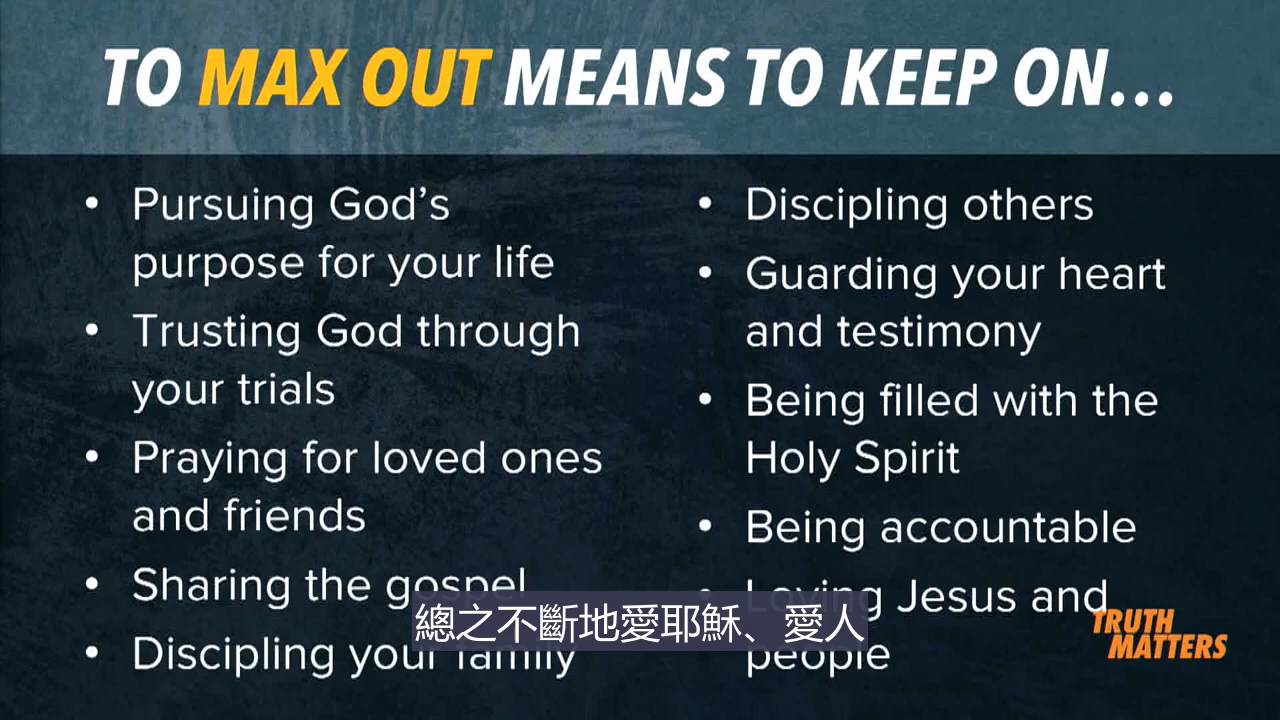 TO MAX OUT MEANS TO KEEP ON...
• Pursuing God’s
purpose for your life
• Trusting God through
your trials
• Praying for loved ones
and friends
• Sharing the gospel
• Discipling your family
• Discipling others
• Guarding your heart
and testimony
• Being filled with the
Holy Spirit
• Being accountable
• Loving Jesus and
people
總之不斷地愛耶穌、愛人
TRUTH
MATTERS